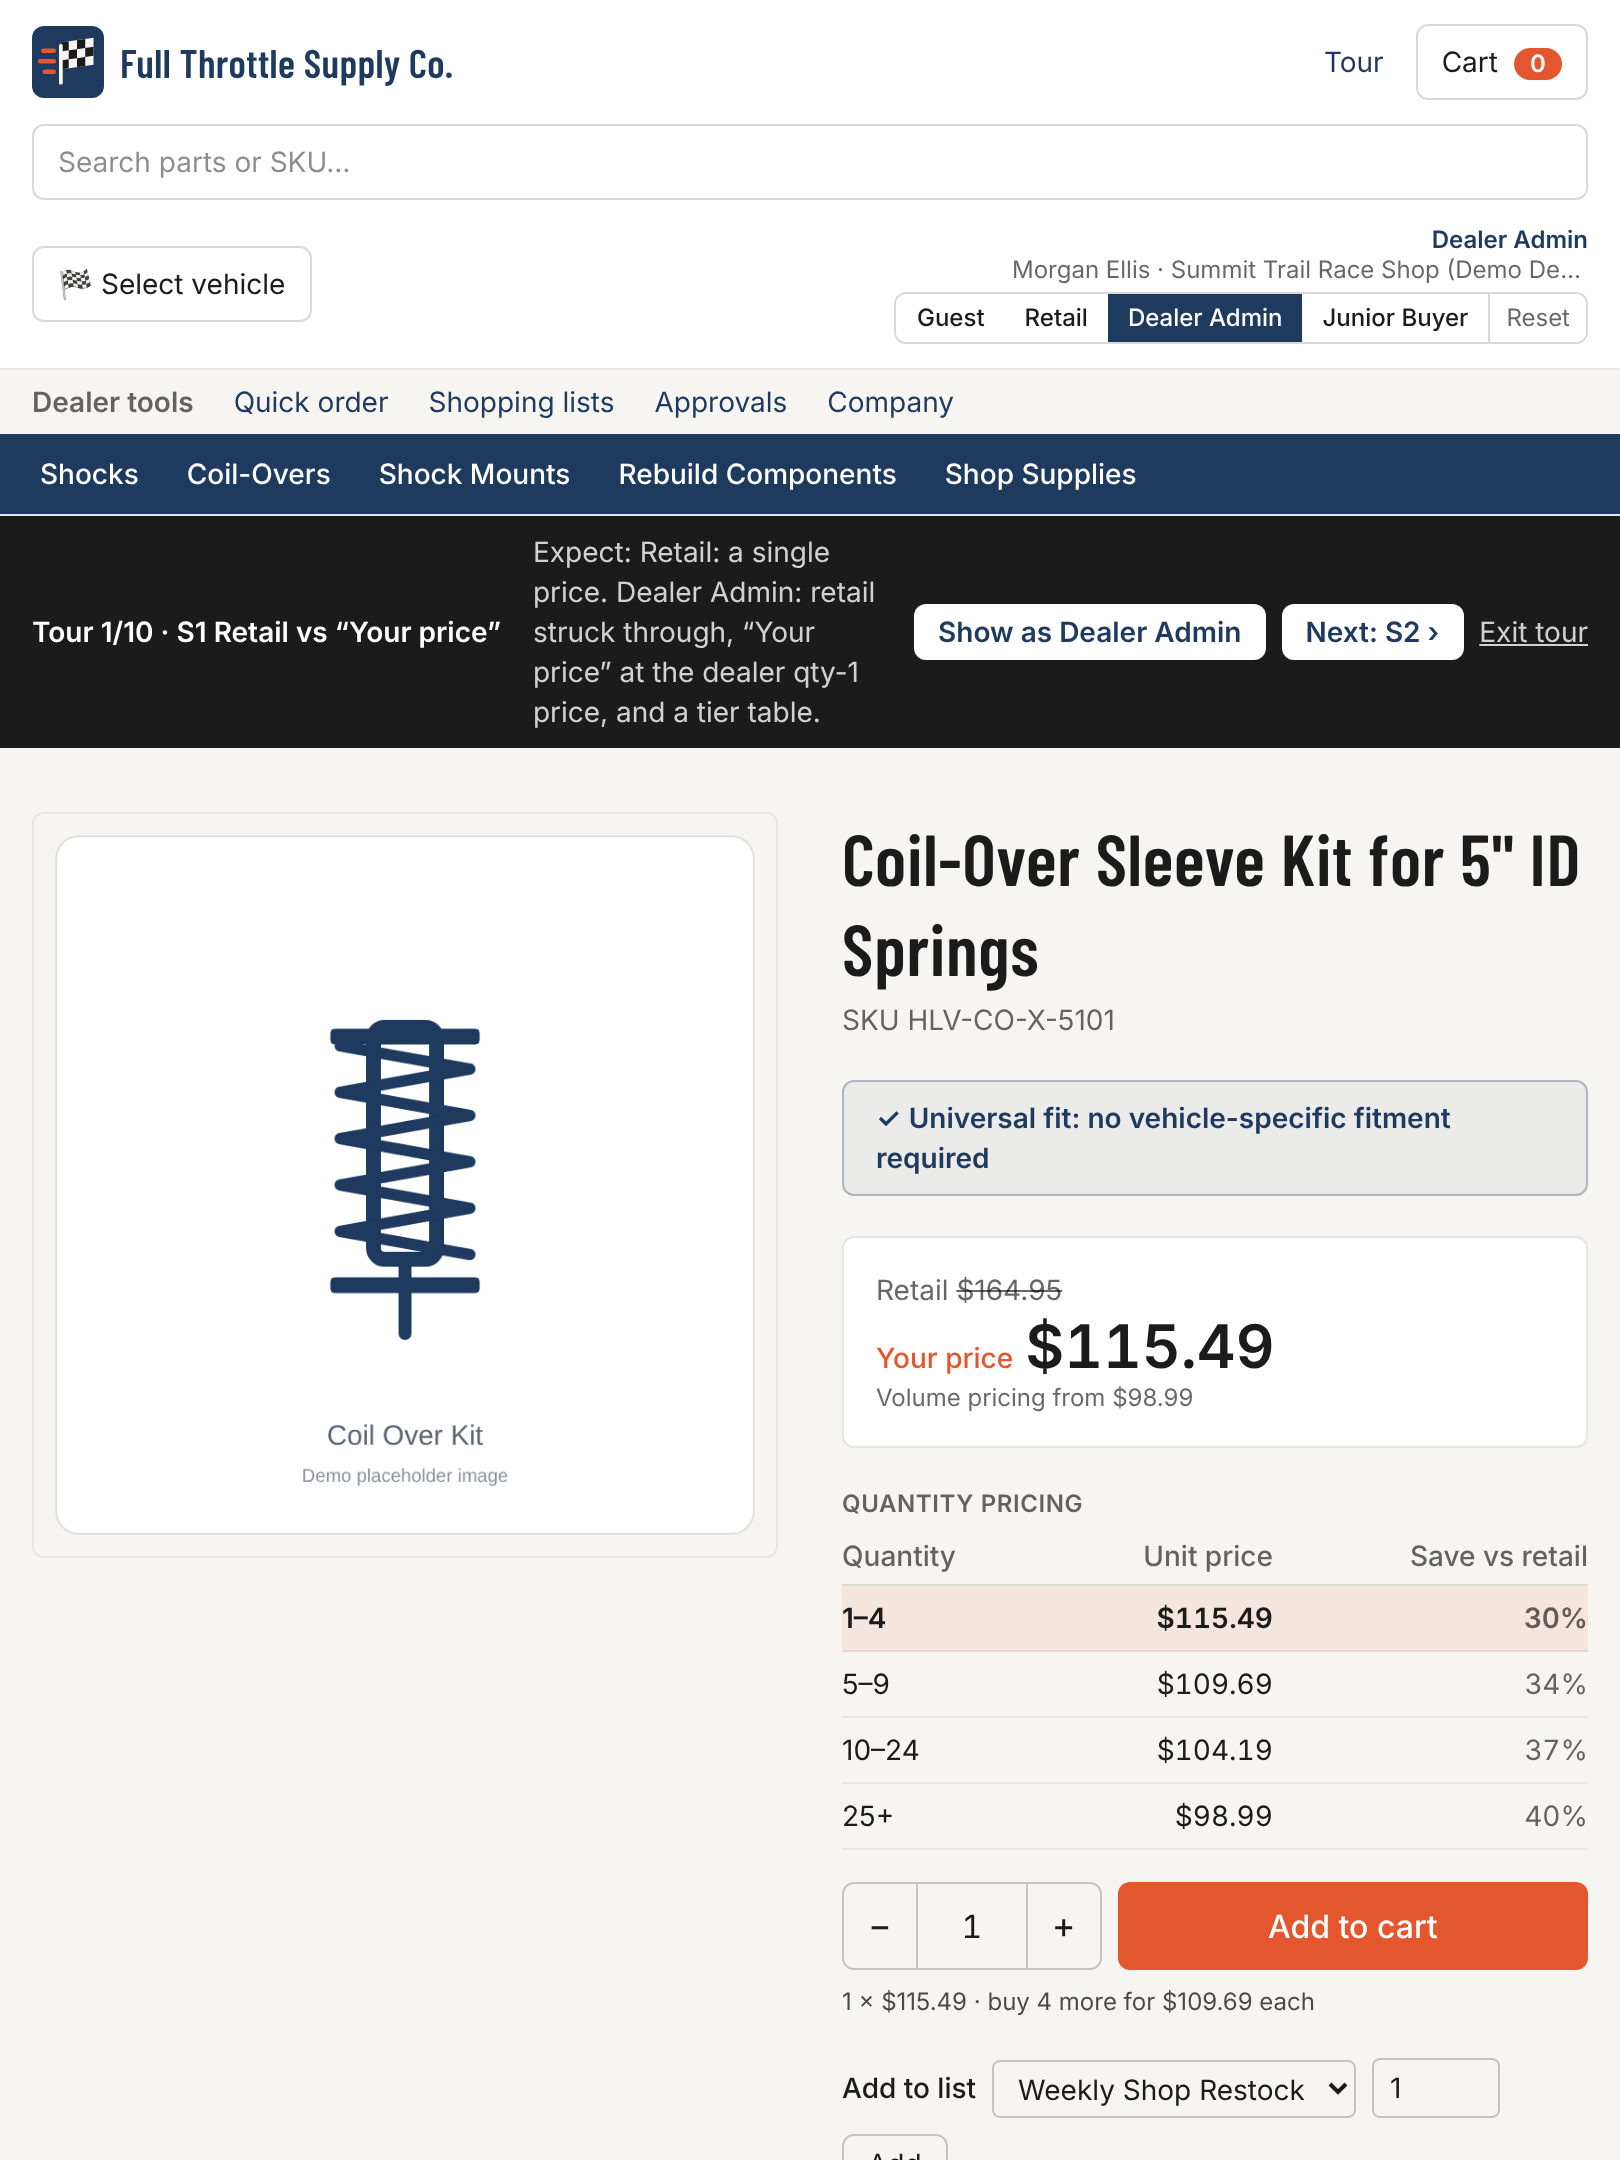 Full Throttle Supply Co.
Tour
Cart 0
Search parts or SKU...
Select vehicle
Dealer Admin
Morgan Ellis · Summit Trail Race Shop (Demo De...
Guest Retail Dealer Admin Junior Buyer Reset
Dealer tools Quick order Shopping lists Approvals Company
Shocks Coil-Overs Shock Mounts Rebuild Components Shop Supplies
Tour 1/10 · S1 Retail vs “Your price”
Expect: Retail: a single
price. Dealer Admin: retail
struck through, “Your
price” at the dealer qty-1
price, and a tier table.
Show as Dealer Admin
Next: S2 ›
Exit tour
Coil Over Kit
Demo placeholder image
Coil-Over Sleeve Kit for 5" ID
Springs
SKU HLV-CO-X-5101
✓ Universal fit: no vehicle-specific fitment
required
Retail $164.95
Your price $115.49
Volume pricing from $98.99
QUANTITY PRICING
Quantity Unit price Save vs retail
1–4 $115.49 30%
5–9 $109.69 34%
10–24 $104.19 37%
25+ $98.99 40%
− 1 + Add to cart
1 × $115.49 · buy 4 more for $109.69 each
Add to list Weekly Shop Restock 1
Add